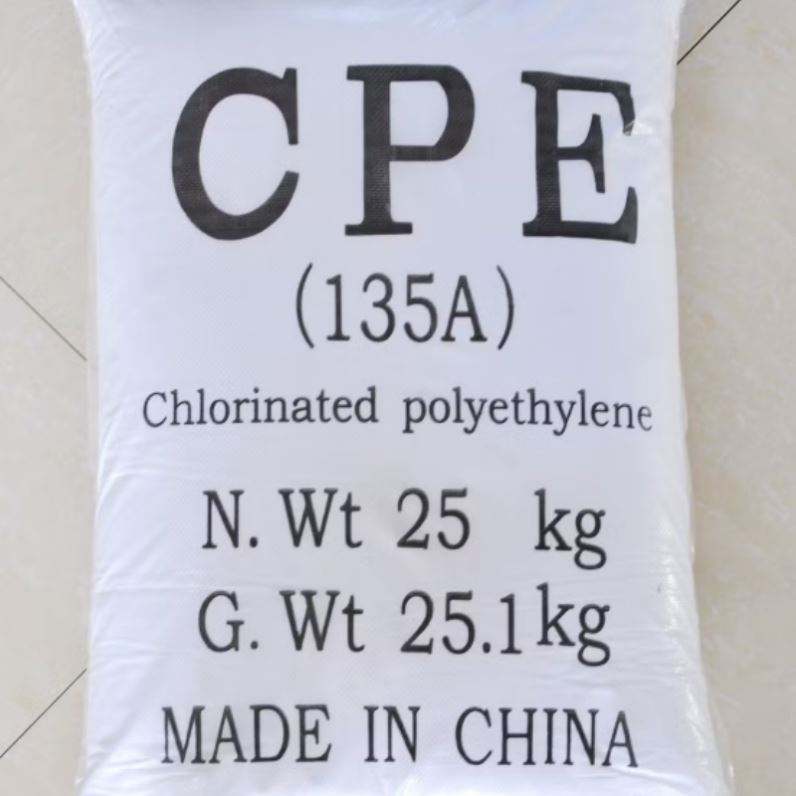 CPE
(135A)
Chlorinated polyethylene
N. Wt 25 kg
G. Wt 25.1kg
MADE IN CHINA